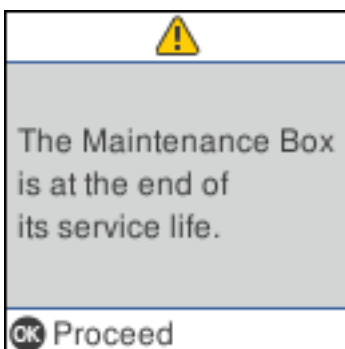 The Maintenance Box
is at the end of
its service life.
OK Proceed